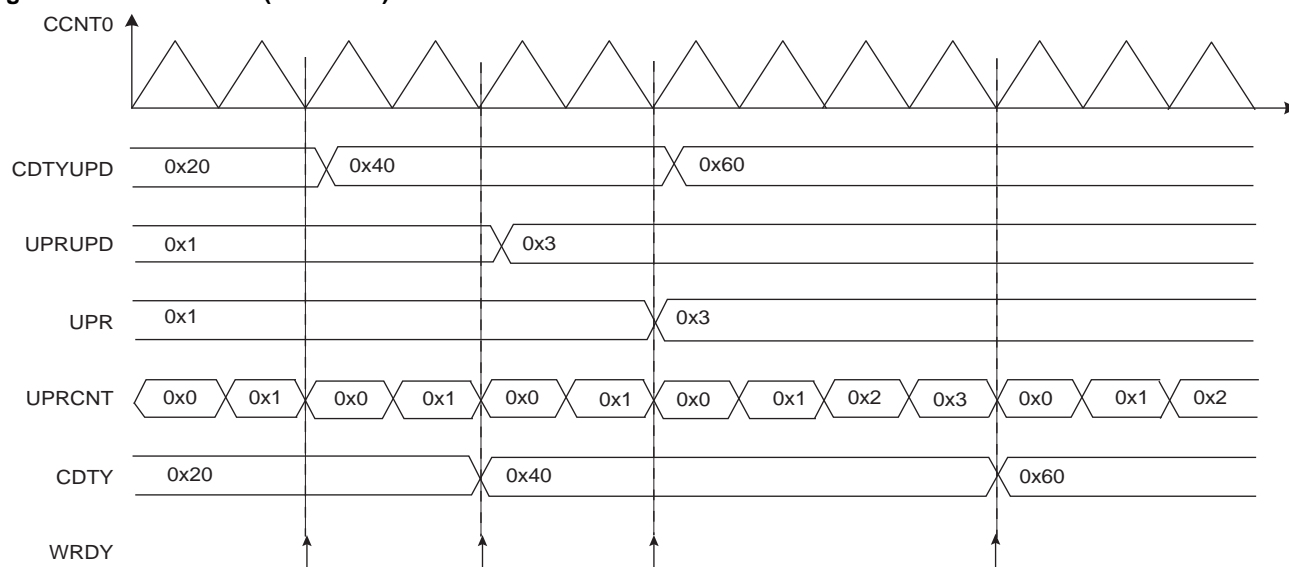 CCNT0
CDTYUPD 0x20 0x40 0x60
UPRUPD 0x1 0x3
UPR 0x1 0x3
UPRCNT 0x0 0x1 0x0 0x1 0x0 0x1 0x0 0x1 0x2 0x3 0x0 0x1 0x2
CDTY 0x20 0x40 0x60
WRDY